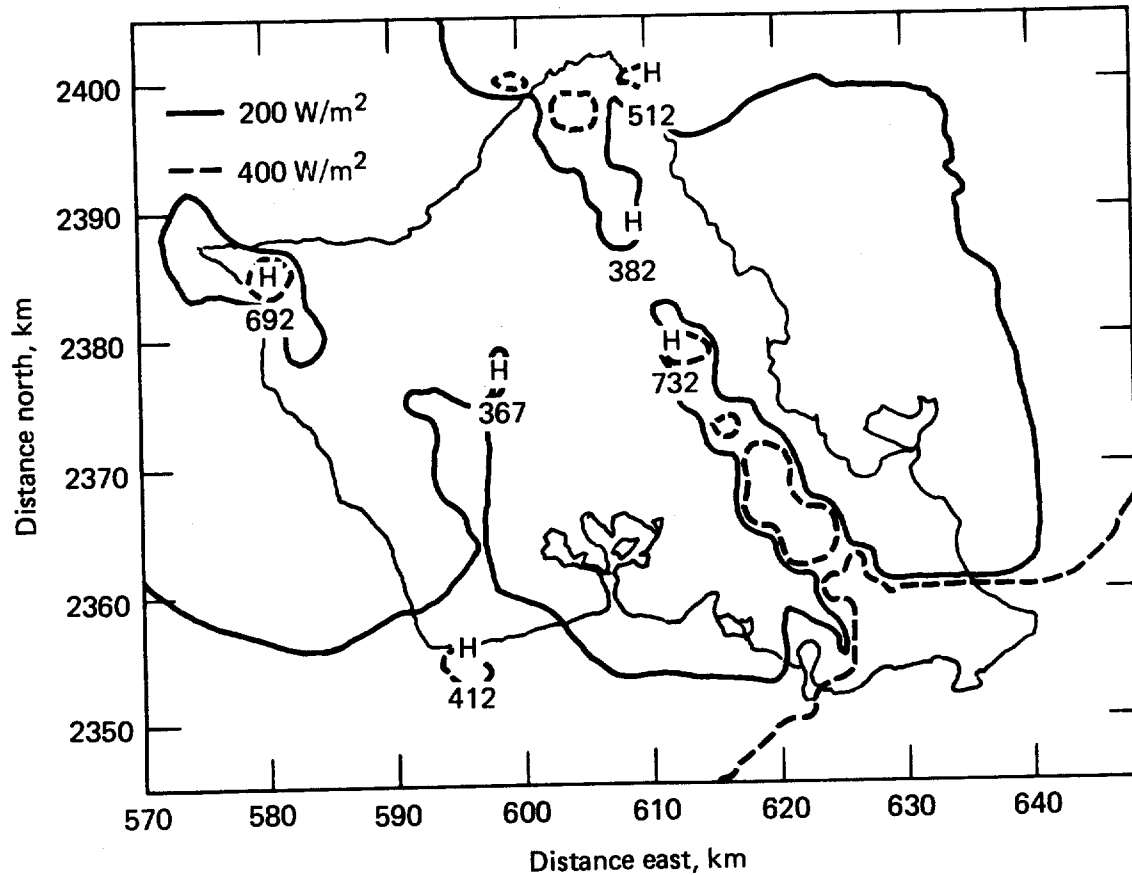 2400
2390
2380
2370
2360
2350
Distance north, km
200 W/m²
400 W/m²
H
512
H
382
H
692
H
732
H
367
H
412
570 580 590 600 610 620 630 640
Distance east, km